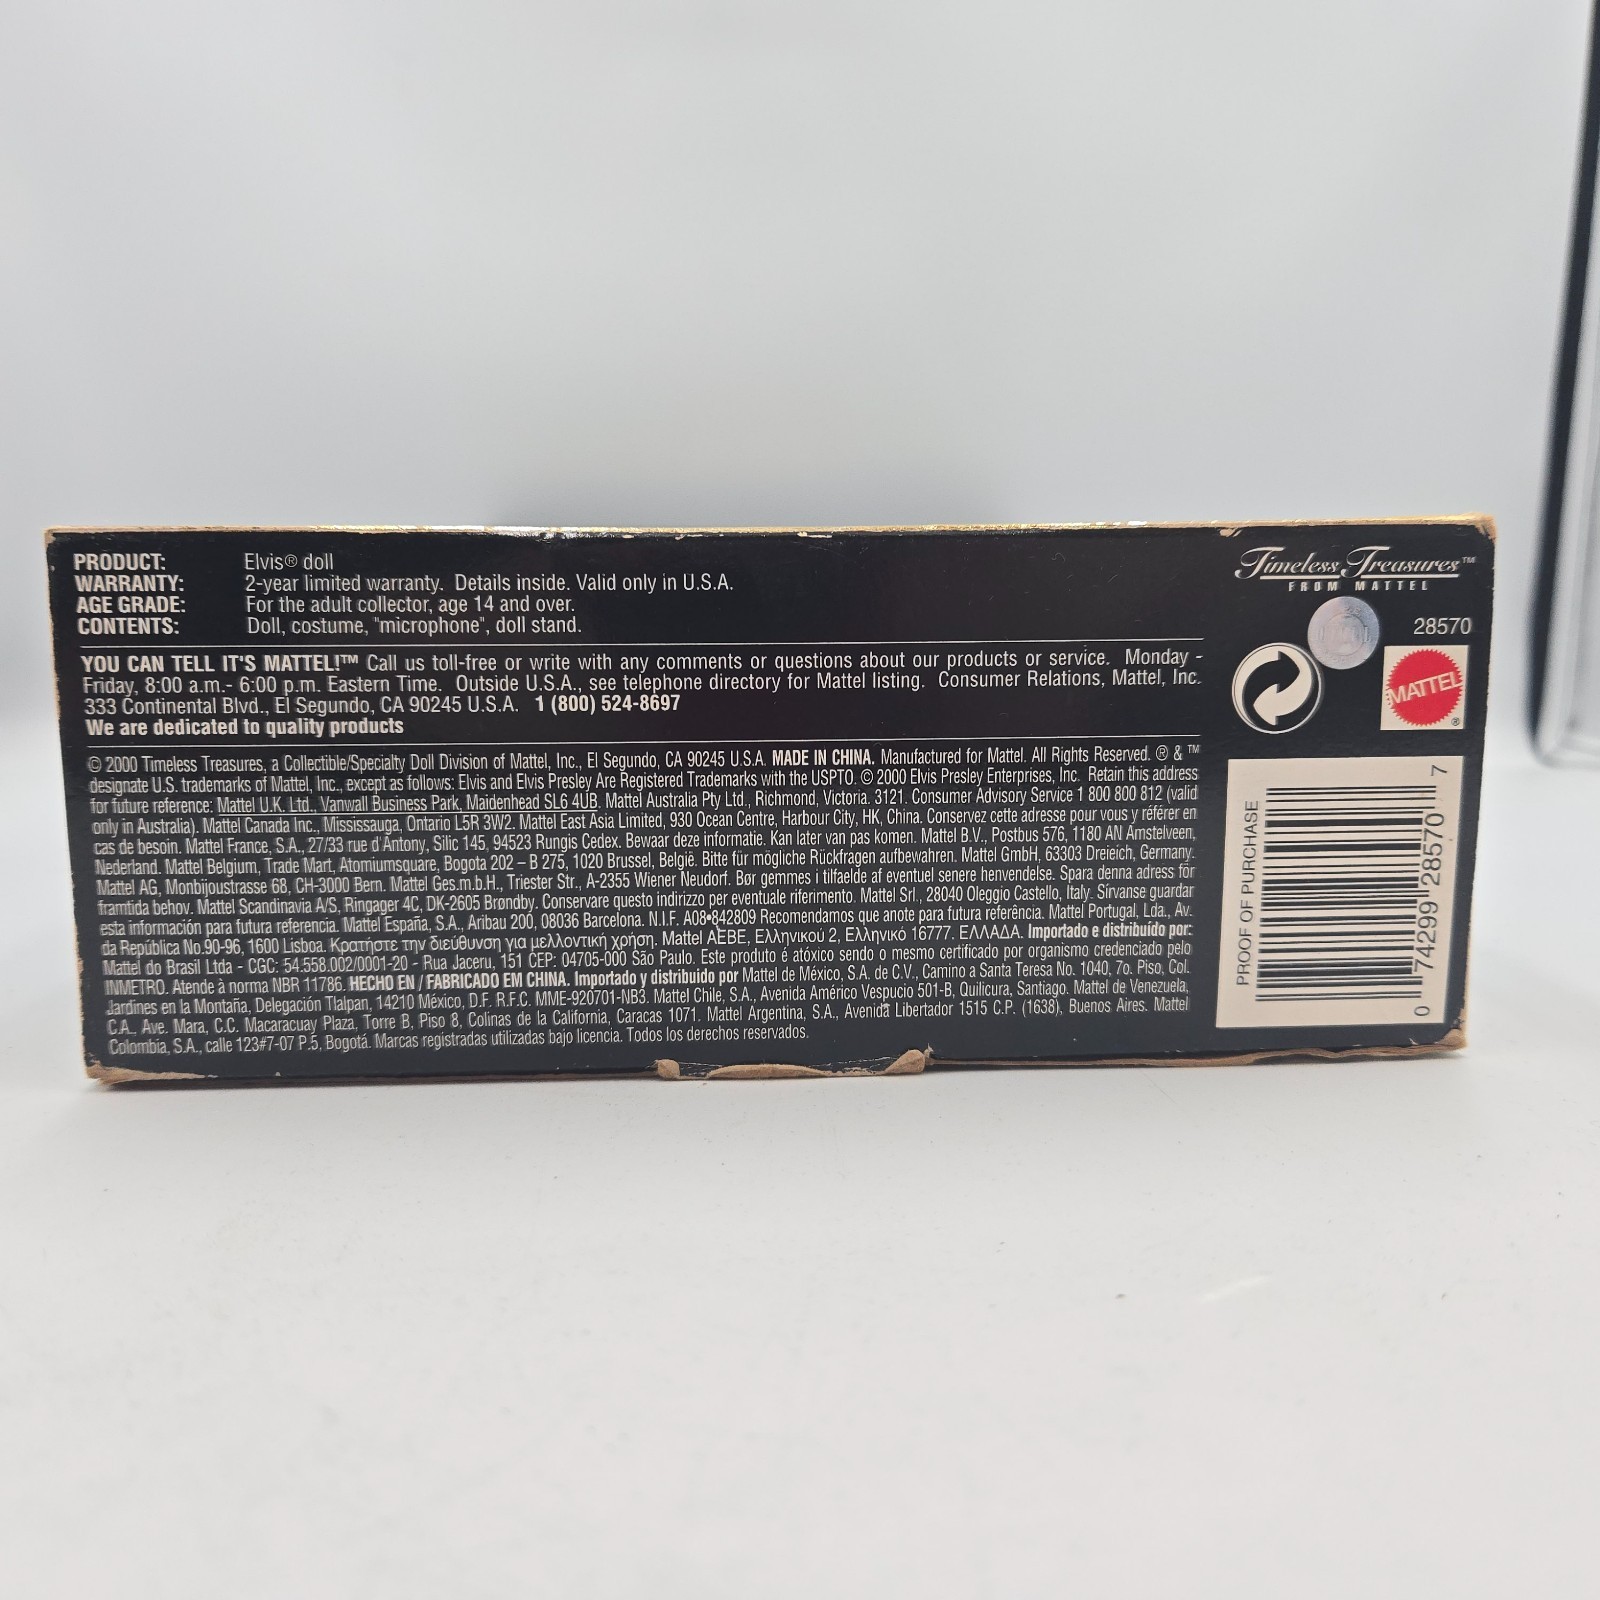 PRODUCT: Elvis® doll
WARRANTY: 2-year limited warranty. Details inside. Valid only in U.S.A.
AGE GRADE: For the adult collector, age 14 and over.
CONTENTS: Doll, costume, "microphone", doll stand.
YOU CAN TELL IT'S MATTEL!™ Call us toll-free or write with any comments or questions about our products or service. Monday -
Friday, 8:00 a.m.- 6:00 p.m. Eastern Time. Outside U.S.A., see telephone directory for Mattel listing. Consumer Relations, Mattel, Inc.
333 Continental Blvd., El Segundo, CA 90245 U.S.A. 1 (800) 524-8697
We are dedicated to quality products
© 2000 Timeless Treasures, a Collectible/Specialty Doll Division of Mattel, Inc., El Segundo, CA 90245 U.S.A. MADE IN CHINA. Manufactured for Mattel. All Rights Reserved. ® & ™
designate U.S. trademarks of Mattel, Inc., except as follows: Elvis and Elvis Presley Are Registered Trademarks with the USPTO. © 2000 Elvis Presley Enterprises, Inc. Retain this address
for future reference: Mattel U.K. Ltd., Vanwall Business Park, Maidenhead SL6 4UB. Mattel Australia Pty Ltd., Richmond, Victoria. 3121. Consumer Advisory Service 1 800 800 812 (valid
only in Australia). Mattel Canada Inc., Mississauga, Ontario L5R 3W2. Mattel East Asia Limited, 930 Ocean Centre, Harbour City, HK, China. Conservez cette adresse pour vous y référer en
cas de besoin. Mattel France, S.A., 27/33 rue d'Antony, Silic 145, 94523 Rungis Cedex. Bewaar deze informatie. Kan later van pas komen. Mattel B.V., Postbus 576, 1180 AN Amstelveen,
Nederland. Mattel Belgium, Trade Mart, Atomiumsquare, Bogota 202 – B 275, 1020 Brussel, België. Bitte für mögliche Rückfragen aufbewahren. Mattel GmbH, 63303 Dreieich, Germany.
Mattel AG, Monbijoustrasse 68, CH-3000 Bern. Mattel Ges.m.b.H., Triester Str., A-2355 Wiener Neudorf. Bør gemmes i tilfælde af eventuel senere henvendelse. Spara denna adress för
framtida behov. Mattel Scandinavia A/S, Ringager 4C, DK-2605 Brøndby. Conservare questo indirizzo per eventuale riferimento. Mattel Srl., 28040 Oleggio Castello, Italy. Sírvanse guardar
esta información para futura referencia. Mattel España, S.A., Aribau 200, 08036 Barcelona. N.I.F. A08•842809 Recomendamos que anote para futura referência. Mattel Portugal, Lda., Av.
da República No.90-96, 1600 Lisboa. Κρατήστε την διεύθυνση για μελλοντική χρήση. Mattel AEBE, Ελληνικού 2, Ελληνικό 16777. ΕΛΛΑΔΑ. Importado e distribuído por:
Mattel do Brasil Ltda - CGC: 54.558.002/0001-20 - Rua Jaceru, 151 CEP: 04705-000 São Paulo. Este produto é atóxico sendo o mesmo certificado por organismo credenciado pelo
INMETRO. Atende à norma NBR 11786. HECHO EN / FABRICADO EM CHINA. Importado y distribuido por Mattel de México, S.A. de C.V., Camino a Santa Teresa No. 1040, 7o. Piso, Col.
Jardines en la Montaña, Delegación Tlalpan, 14210 México, D.F. R.F.C. MME-920701-NB3. Mattel Chile, S.A., Avenida Américo Vespucio 501-B, Quilicura, Santiago. Mattel de Venezuela,
C.A., Ave. Mara, C.C. Macaracuay Plaza, Torre B, Piso 8, Colinas de la California, Caracas 1071. Mattel Argentina, S.A., Avenida Libertador 1515 C.P. (1638), Buenos Aires. Mattel
Colombia, S.A., calle 123#7-07 P.5, Bogotá. Marcas registradas utilizadas bajo licencia. Todos los derechos reservados.
Timeless Treasures™
FROM MATTEL
28570
MATTEL®
PROOF OF PURCHASE
0 74299 28570 7